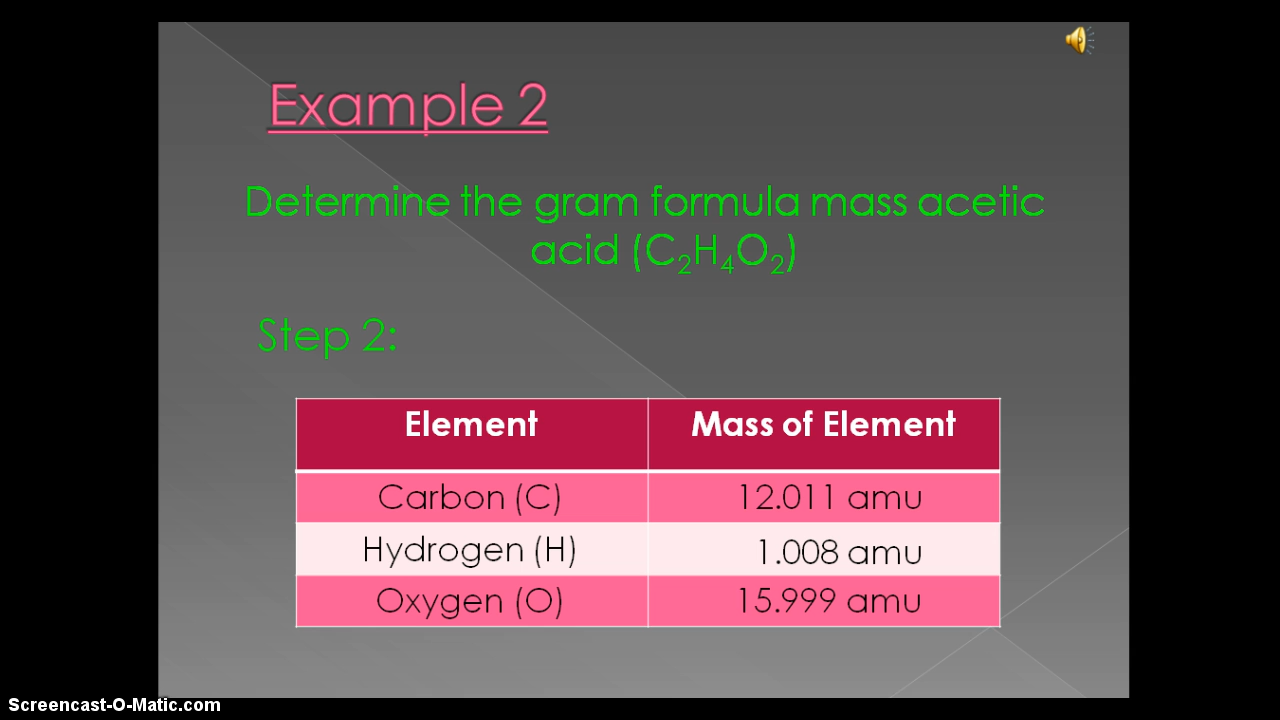 Example 2
Determine the gram formula mass acetic
acid (C₂H₄O₂)
Step 2:
Element Mass of Element
Carbon (C) 12.011 amu
Hydrogen (H) 1.008 amu
Oxygen (O) 15.999 amu
Screencast-O-Matic.com